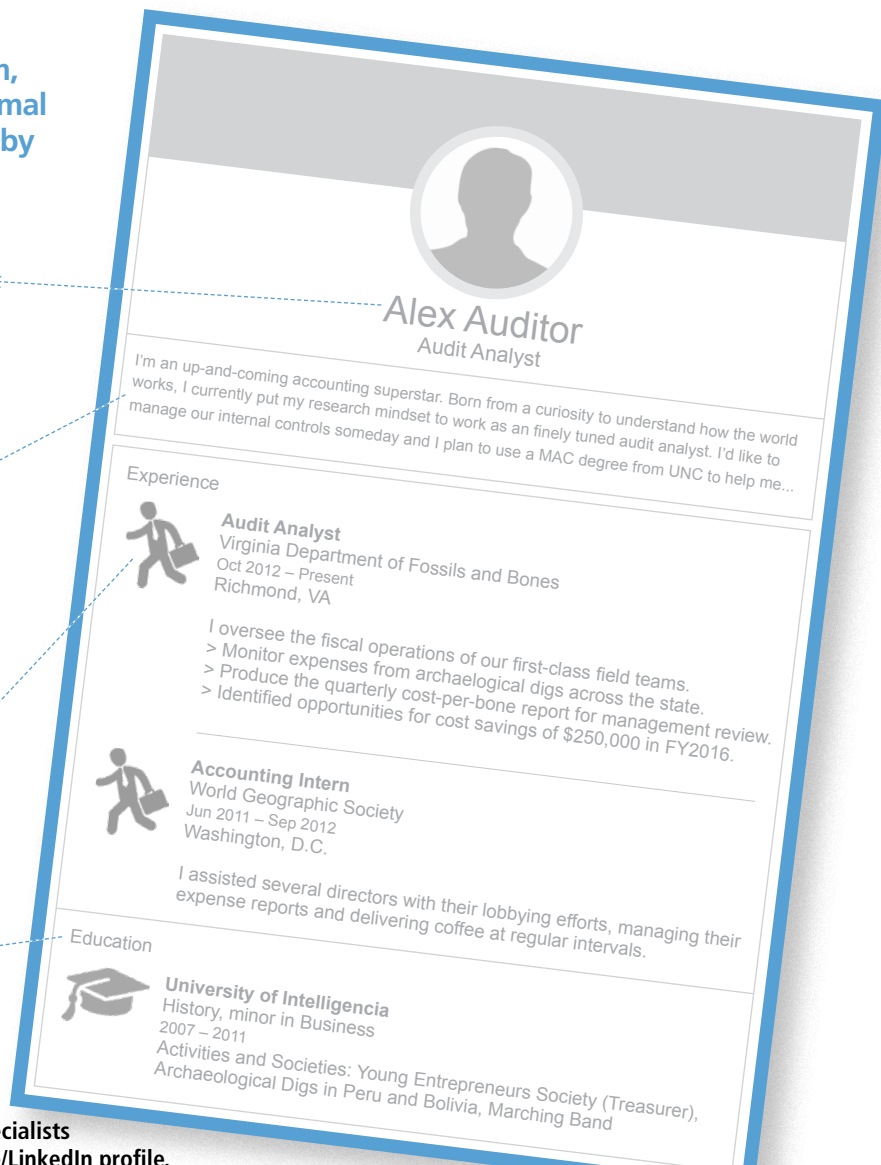 n,
mal
by
Alex Auditor
Audit Analyst
I'm an up-and-coming accounting superstar. Born from a curiosity to understand how the world
works, I currently put my research mindset to work as an finely tuned audit analyst. I'd like to
manage our internal controls someday and I plan to use a MAC degree from UNC to help me...
Experience
Audit Analyst
Virginia Department of Fossils and Bones
Oct 2012 – Present
Richmond, VA
I oversee the fiscal operations of our first-class field teams.
> Monitor expenses from archaelogical digs across the state.
> Produce the quarterly cost-per-bone report for management review.
> Identified opportunities for cost savings of $250,000 in FY2016.
Accounting Intern
World Geographic Society
Jun 2011 – Sep 2012
Washington, D.C.
I assisted several directors with their lobbying efforts, managing their
expense reports and delivering coffee at regular intervals.
Education
University of Intelligencia
History, minor in Business
2007 – 2011
Activities and Societies: Young Entrepreneurs Society (Treasurer),
Archaeological Digs in Peru and Bolivia, Marching Band
cialists
/LinkedIn profile.